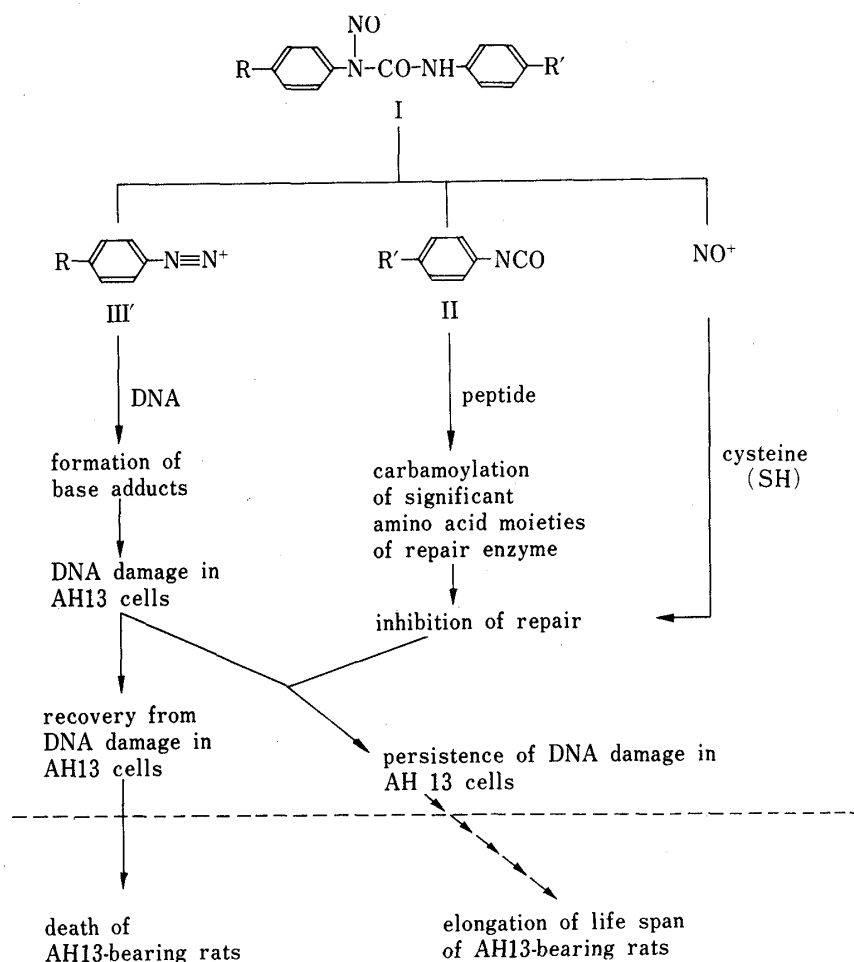 NO
R N-CO-NH R′
I
R N≡N⁺
R′ NCO
NO⁺
III′
II
DNA
peptide
cysteine
(SH)
formation of
base adducts
carbamoylation
of significant
amino acid moieties
of repair enzyme
DNA damage in
AH13 cells
inhibition of repair
recovery from
DNA damage in
AH13 cells
persistence of DNA damage in
AH 13 cells
death of
AH13-bearing rats
elongation of life span
of AH13-bearing rats